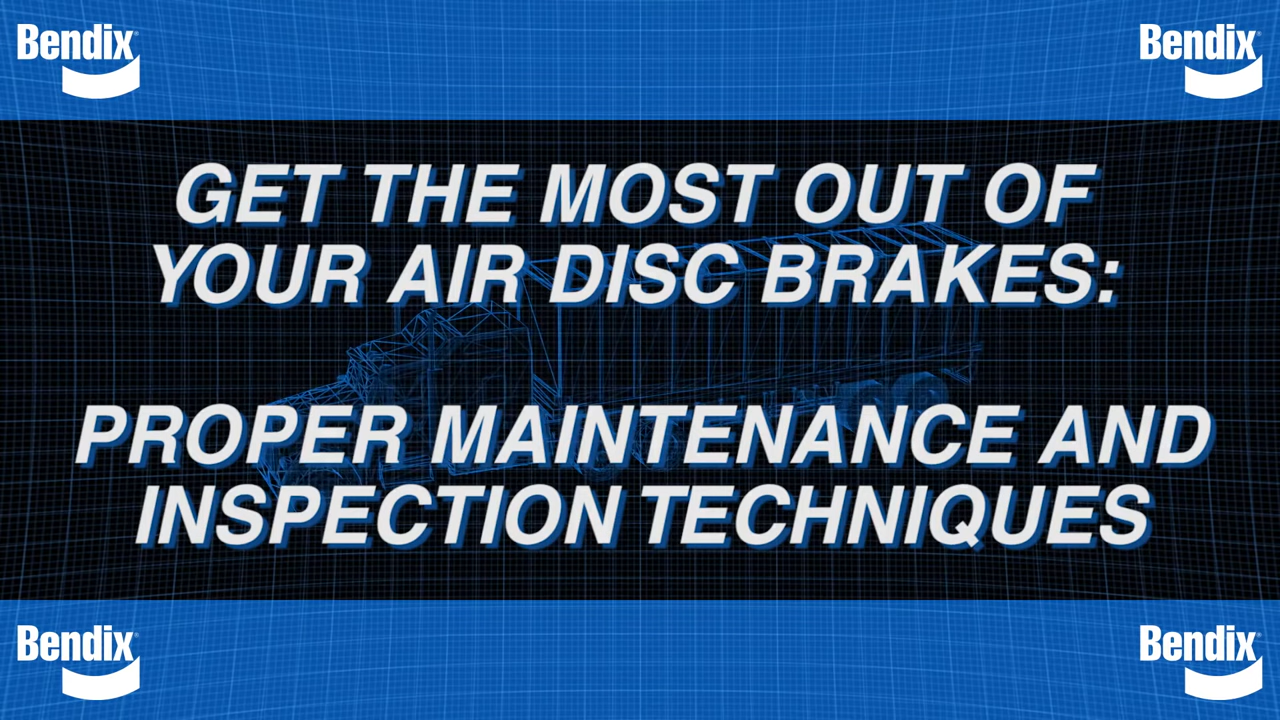 Bendix
Bendix
GET THE MOST OUT OF
YOUR AIR DISC BRAKES:
PROPER MAINTENANCE AND
INSPECTION TECHNIQUES
Bendix
Bendix